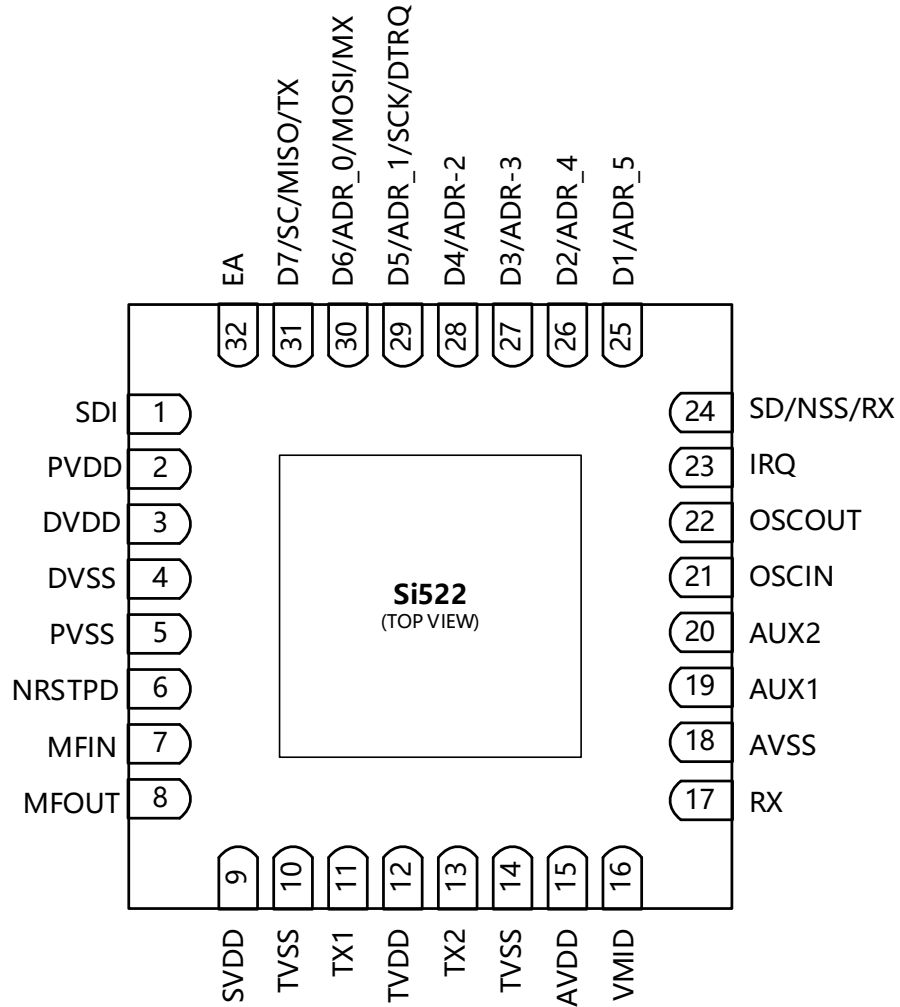 EA
D7/SC/MISO/TX
D6/ADR_0/MOSI/MX
D5/ADR_1/SCK/DTRQ
D4/ADR-2
D3/ADR-3
D2/ADR_4
D1/ADR_5
32
31
30
29
28
27
26
25
SDI 1
PVDD 2
DVDD 3
DVSS 4
PVSS 5
NRSTPD 6
MFIN 7
MFOUT 8
Si522
(TOP VIEW)
24 SD/NSS/RX
23 IRQ
22 OSCOUT
21 OSCIN
20 AUX2
19 AUX1
18 AVSS
17 RX
9
10
11
12
13
14
15
16
SVDD
TVSS
TX1
TVDD
TX2
TVSS
AVDD
VMID